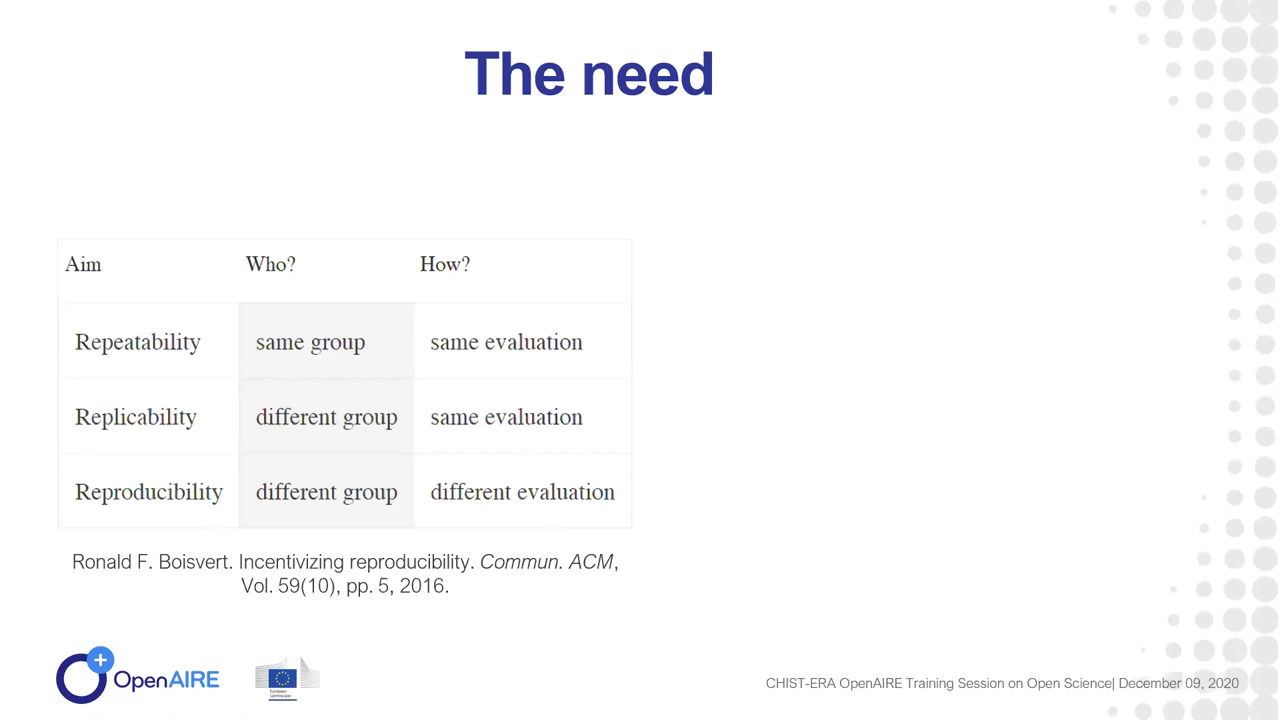 The need
Aim Who? How?
Repeatability same group same evaluation
Replicability different group same evaluation
Reproducibility different group different evaluation
Ronald F. Boisvert. Incentivizing reproducibility. Commun. ACM,
Vol. 59(10), pp. 5, 2016.
OpenAIRE
European
Commission
CHIST-ERA OpenAIRE Training Session on Open Science| December 09, 2020